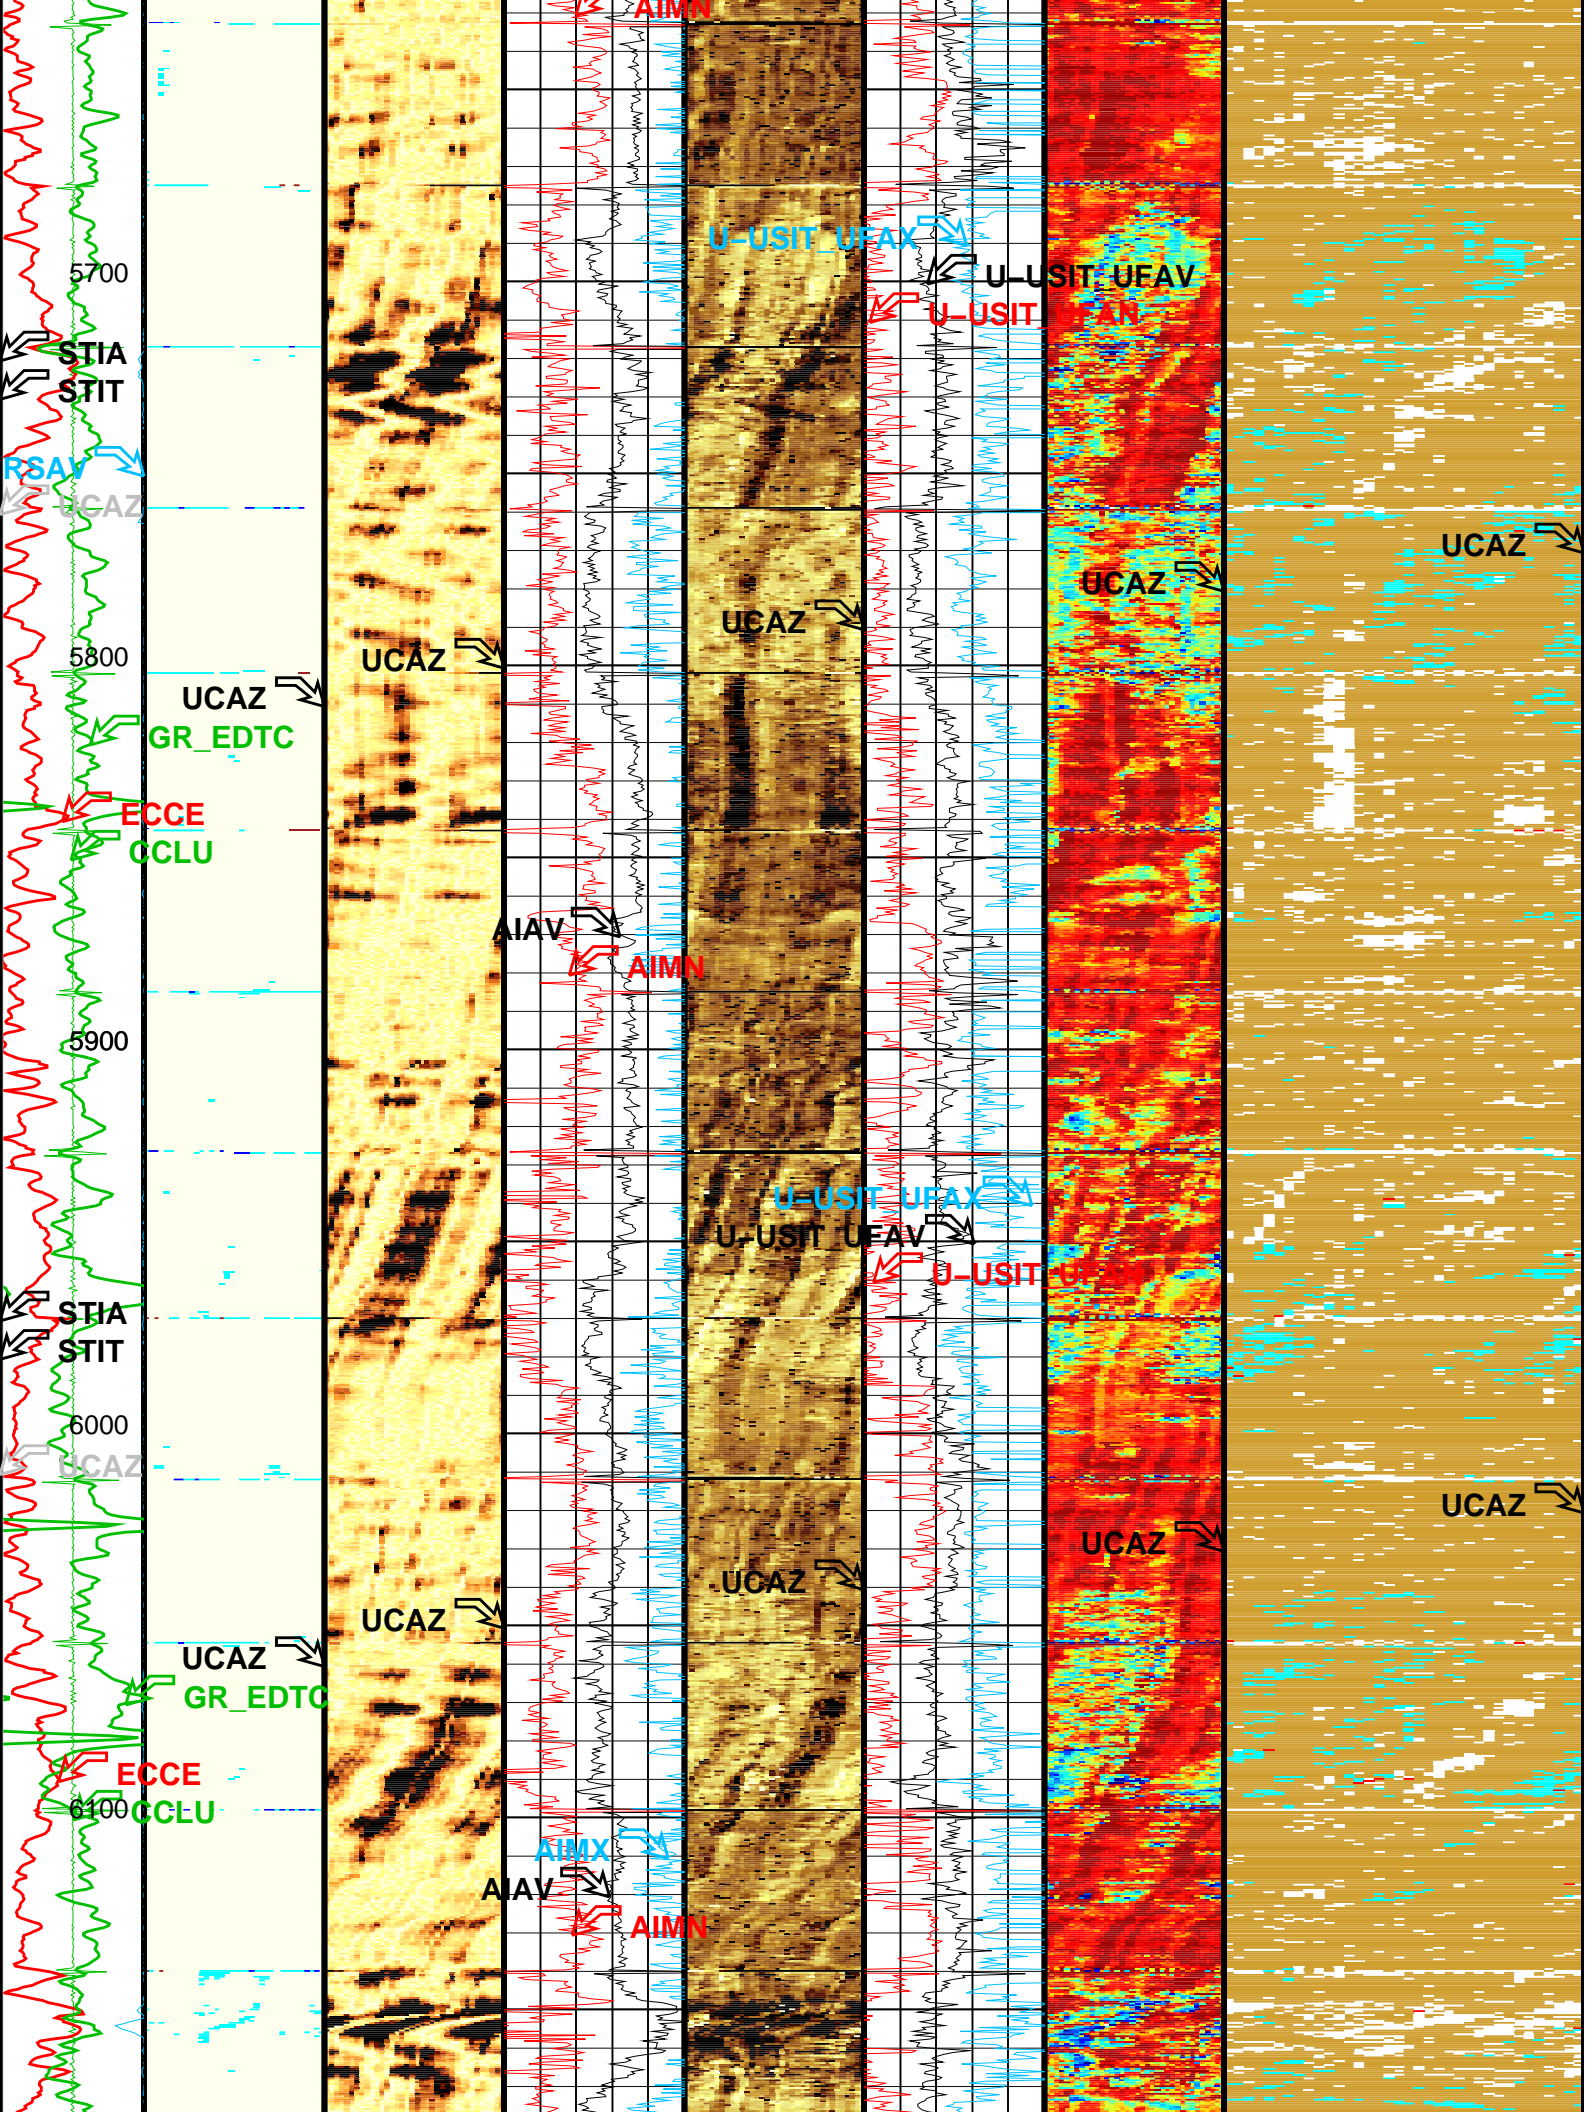 AIMN
U-USIT_UFAX
5700
U-USIT_UFAV
U-USIT_UFAN
STIA
STIT
RSAV
UCAZ
UCAZ
UCAZ
UCAZ
5800
UCAZ
UCAZ
GR_EDTC
ECCE
CCLU
AIAV
AIMN
5900
U-USIT_UFAX
U-USIT_UFAV
U-USIT_UFAN
STIA
STIT
6000
UCAZ
UCAZ
UCAZ
UCAZ
UCAZ
UCAZ
GR_EDTC
ECCE
6100
CCLU
AIMX
AIAV
AIMN